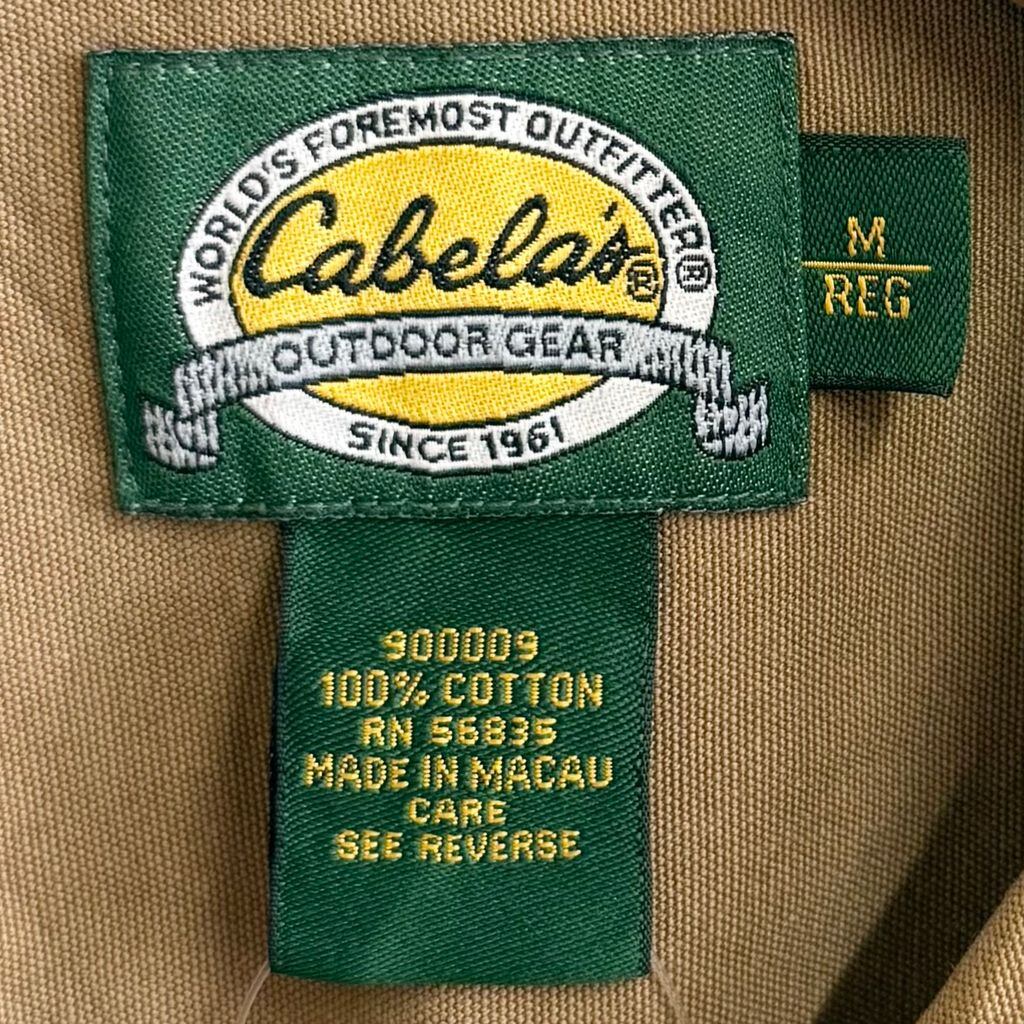 WORLD'S FOREMOST OUTFITTER®
Cabela's®
OUTDOOR GEAR
SINCE 1961
M
REG
900009
100% COTTON
RN 56835
MADE IN MACAU
CARE
SEE REVERSE